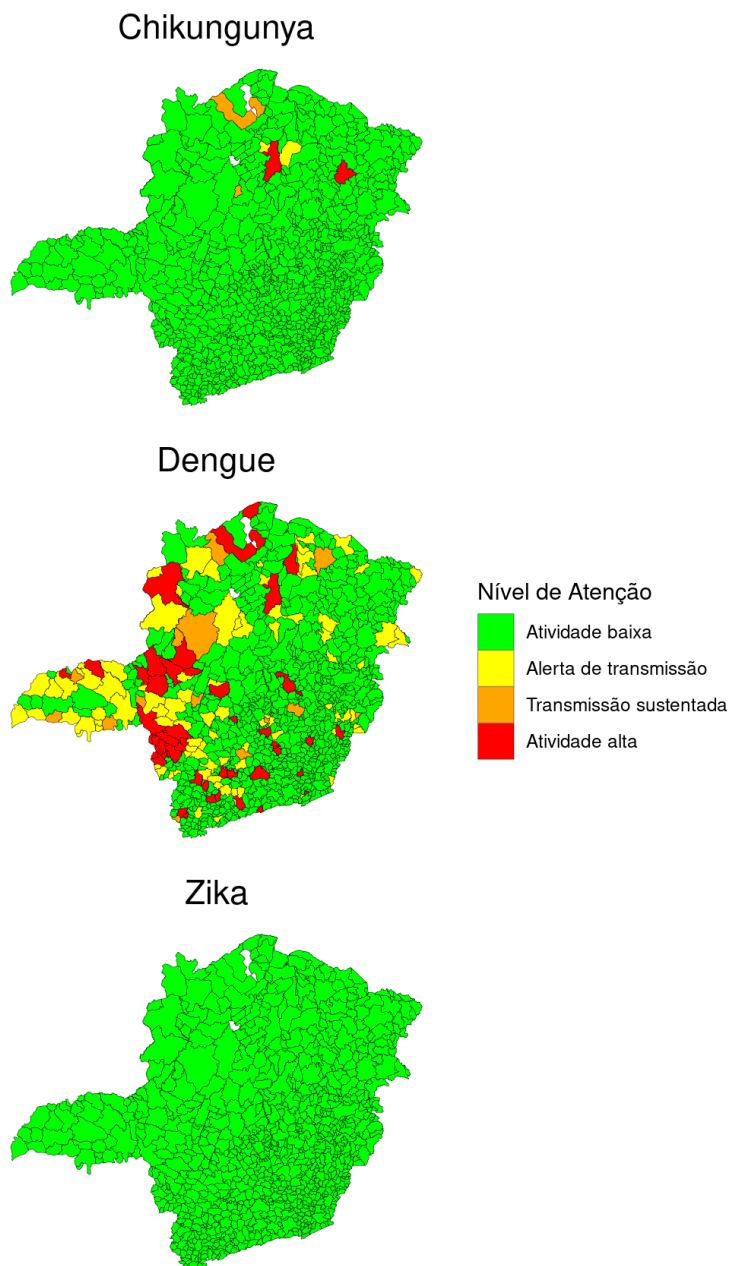 Chikungunya
Dengue
Nível de Atenção
Atividade baixa
Alerta de transmissão
Transmissão sustentada
Atividade alta
Zika